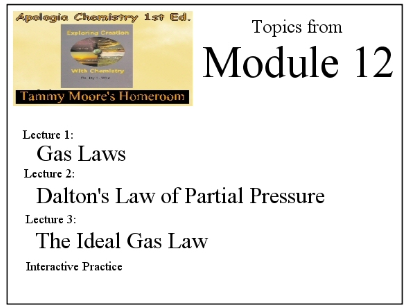 Apologia Chemistry 1st Ed.
Exploring Creation
With Chemistry
Tammy Moore's Homeroom
Topics from
Module 12
Lecture 1:
Gas Laws
Lecture 2:
Dalton's Law of Partial Pressure
Lecture 3:
The Ideal Gas Law
Interactive Practice